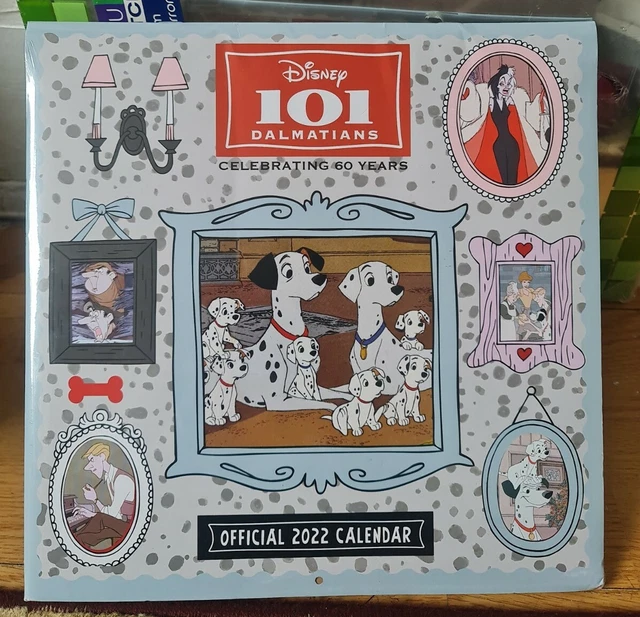 Disney
101
DALMATIANS
CELEBRATING 60 YEARS
OFFICIAL 2022 CALENDAR